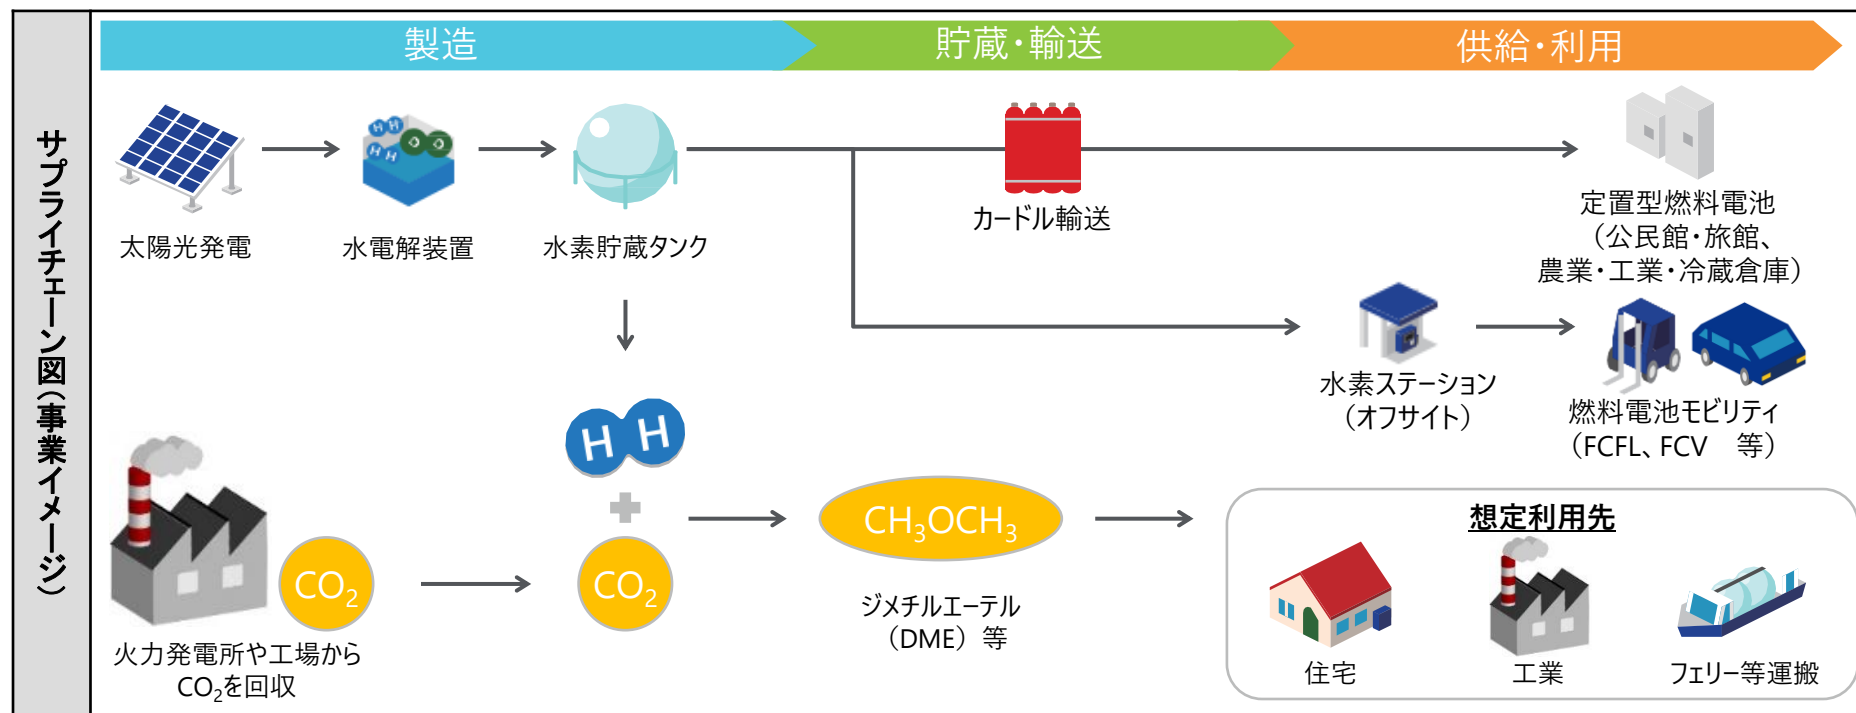 サプライチェーン図（事業イメージ）
製造
貯蔵・輸送
供給・利用
太陽光発電
H H
H H
O O
水電解装置
水素貯蔵タンク
カードル輸送
定置型燃料電池
（公民館・旅館、
農業・工業・冷蔵倉庫）
水素ステーション
（オフサイト）
燃料電池モビリティ
（FCFL、FCV　等）
H H
CO₂
火力発電所や工場から
CO₂を回収
CO₂
CH₃OCH₃
ジメチルエーテル
（DME）等
想定利用先
住宅
工業
フェリー等運搬